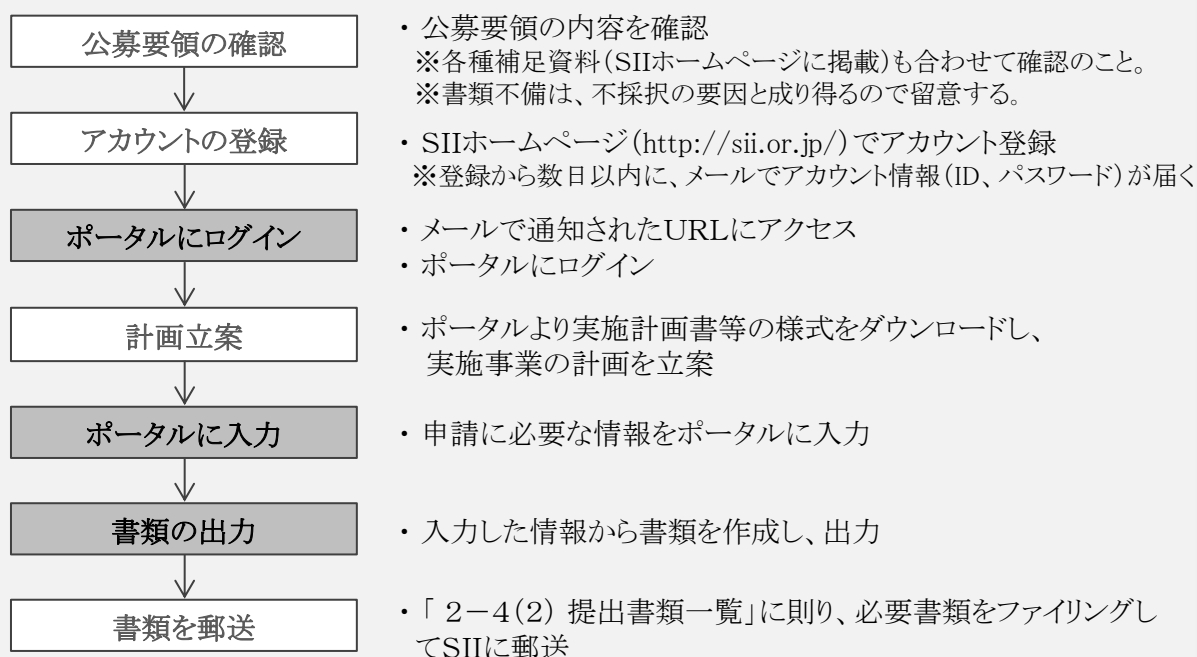 公募要領の確認
・公募要領の内容を確認
※各種補足資料(SIIホームページに掲載)も合わせて確認のこと。
※書類不備は、不採択の要因と成り得るので留意する。
アカウントの登録
・SIIホームページ(http://sii.or.jp/)でアカウント登録
※登録から数日以内に、メールでアカウント情報(ID、パスワード)が届く
ポータルにログイン
・メールで通知されたURLにアクセス
・ポータルにログイン
計画立案
・ポータルより実施計画書等の様式をダウンロードし、
実施事業の計画を立案
ポータルに入力
・申請に必要な情報をポータルに入力
書類の出力
・入力した情報から書類を作成し、出力
書類を郵送
・「 2-4(2) 提出書類一覧」に則り、必要書類をファイリングし
てSIIに郵送